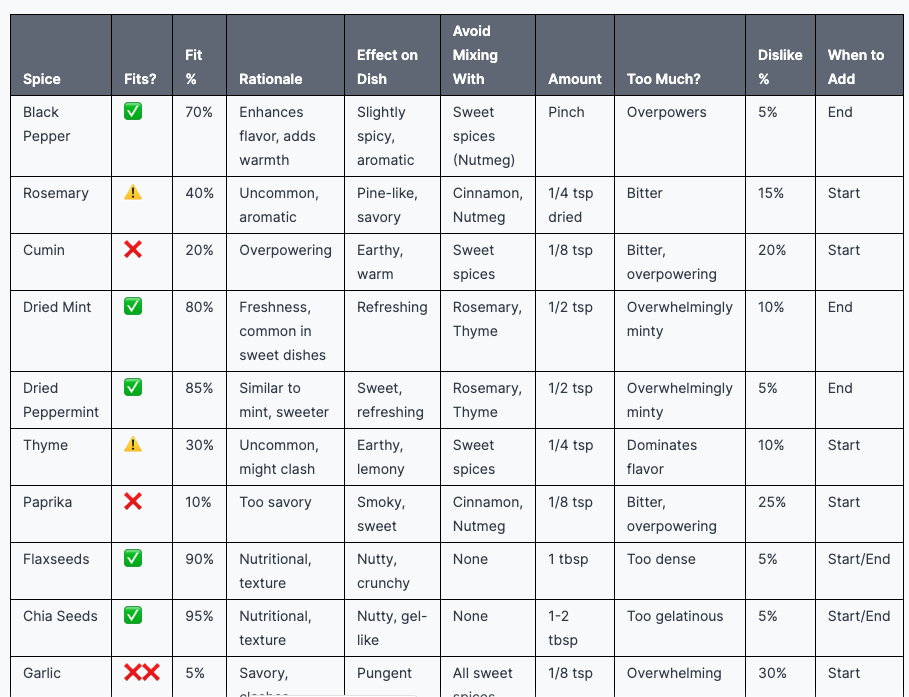 Spice Fits? Fit % Rationale Effect on Dish Avoid Mixing With Amount Too Much? Dislike % When to Add
Black Pepper ✅ 70% Enhances flavor, adds warmth Slightly spicy, aromatic Sweet spices (Nutmeg) Pinch Overpowers 5% End
Rosemary ⚠️ 40% Uncommon, aromatic Pine-like, savory Cinnamon, Nutmeg 1/4 tsp dried Bitter 15% Start
Cumin ❌ 20% Overpowering Earthy, warm Sweet spices 1/8 tsp Bitter, overpowering 20% Start
Dried Mint ✅ 80% Freshness, common in sweet dishes Refreshing Rosemary, Thyme 1/2 tsp Overwhelmingly minty 10% End
Dried Peppermint ✅ 85% Similar to mint, sweeter Sweet, refreshing Rosemary, Thyme 1/2 tsp Overwhelmingly minty 5% End
Thyme ⚠️ 30% Uncommon, might clash Earthy, lemony Sweet spices 1/4 tsp Dominates flavor 10% Start
Paprika ❌ 10% Too savory Smoky, sweet Cinnamon, Nutmeg 1/8 tsp Bitter, overpowering 25% Start
Flaxseeds ✅ 90% Nutritional, texture Nutty, crunchy None 1 tbsp Too dense 5% Start/End
Chia Seeds ✅ 95% Nutritional, texture Nutty, gel-like None 1-2 tbsp Too gelatinous 5% Start/End
Garlic ❌❌ 5% Savory, Pungent All sweet spices 1/8 tsp Overwhelming 30% Start